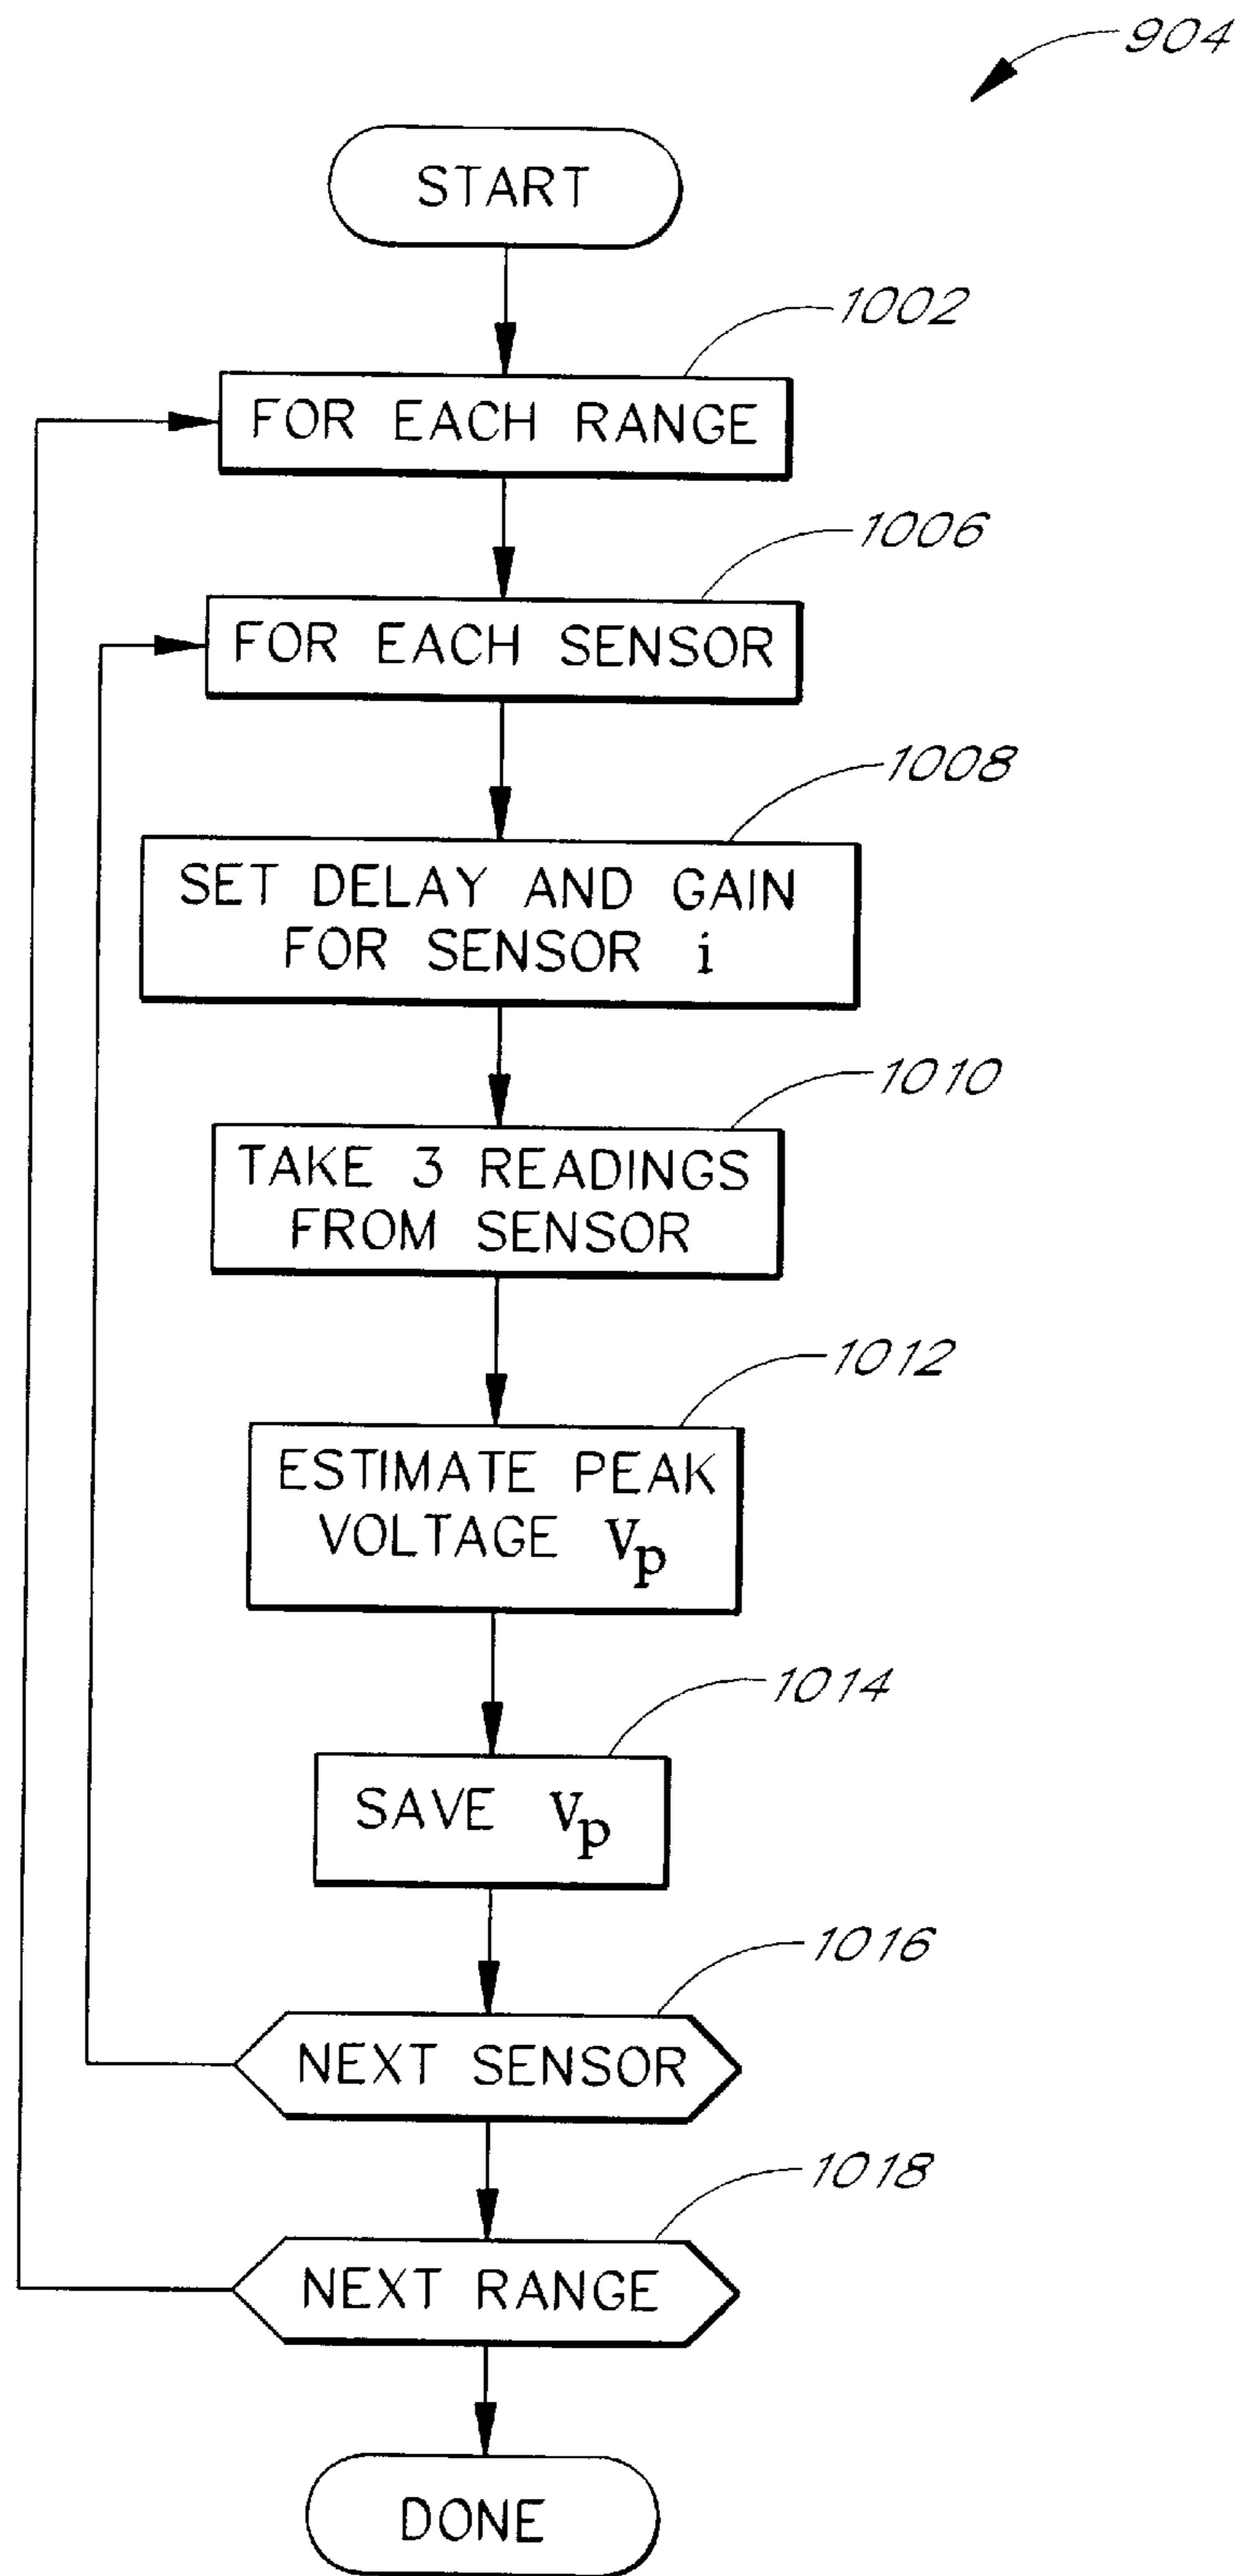 904
START
1002
FOR EACH RANGE
1006
FOR EACH SENSOR
1008
SET DELAY AND GAIN
FOR SENSOR i
1010
TAKE 3 READINGS
FROM SENSOR
1012
ESTIMATE PEAK
VOLTAGE Vp
1014
SAVE Vp
1016
NEXT SENSOR
1018
NEXT RANGE
DONE